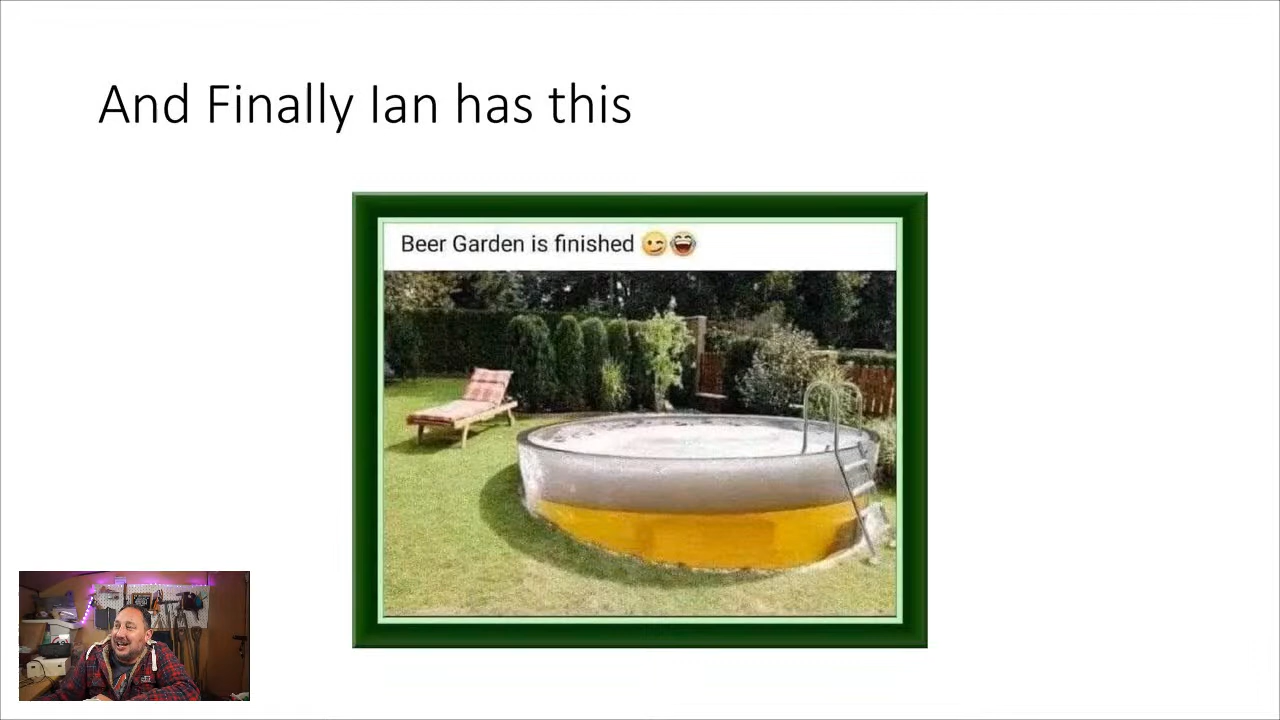 And Finally Ian has this
Beer Garden is finished 😉😂